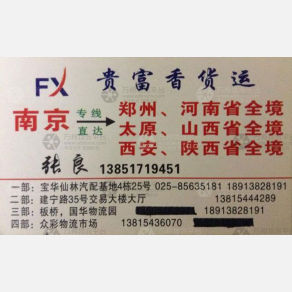 FX 贵富香货运
南京 专线直达 郑州、河南省全境
太原、山西省全境
西安、陕西省全境
张良 13851719451
一部：宝华仙林汽配基地4栋25号 025-85635181 18913828191
二部：建宁路35号交易大楼大厅 13815444289
三部：板桥，国华物流园 18913828191
四部：众彩物流市场 13815436070